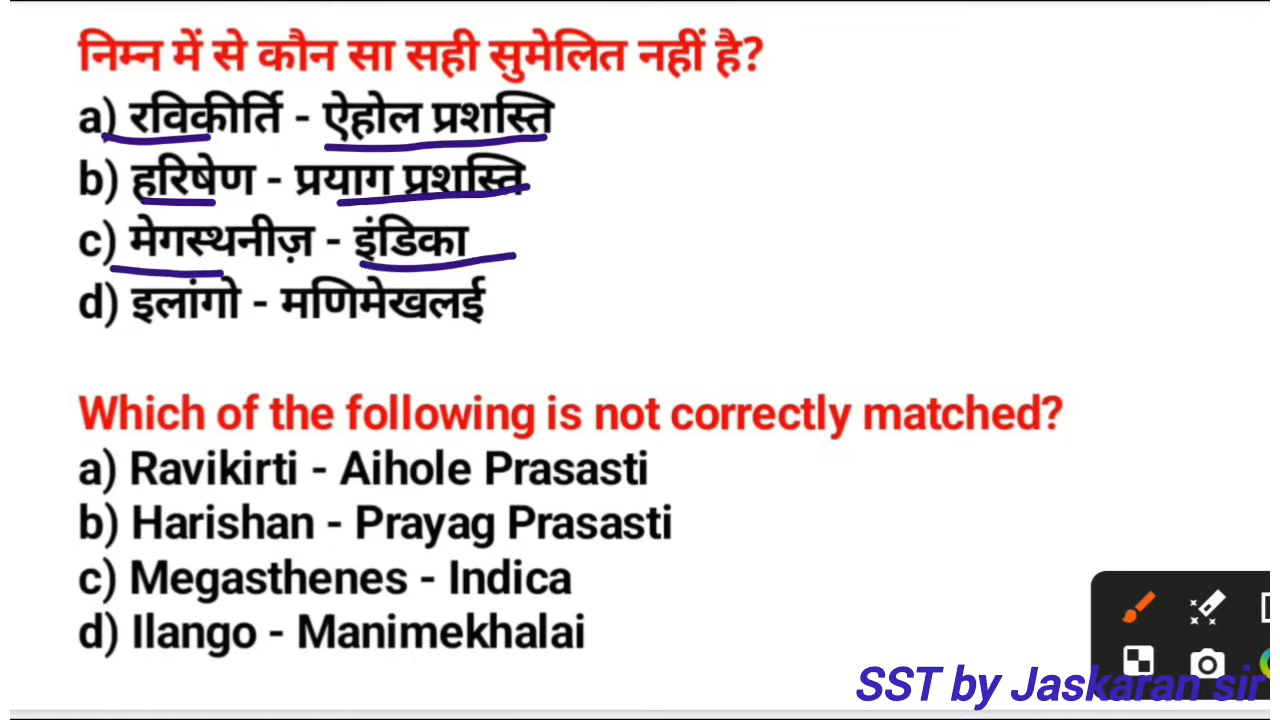 निम्न में से कौन सा सही सुमेलित नहीं है?
a) रविकीर्ति - ऐहोल प्रशस्ति
b) हरिषेण - प्रयाग प्रशस्ति
c) मेगस्थनीज़ - इंडिका
d) इलांगो - मणिमेखलई
Which of the following is not correctly matched?
a) Ravikirti - Aihole Prasasti
b) Harishan - Prayag Prasasti
c) Megasthenes - Indica
d) Ilango - Manimekhalai
SST by Jaskaran sir